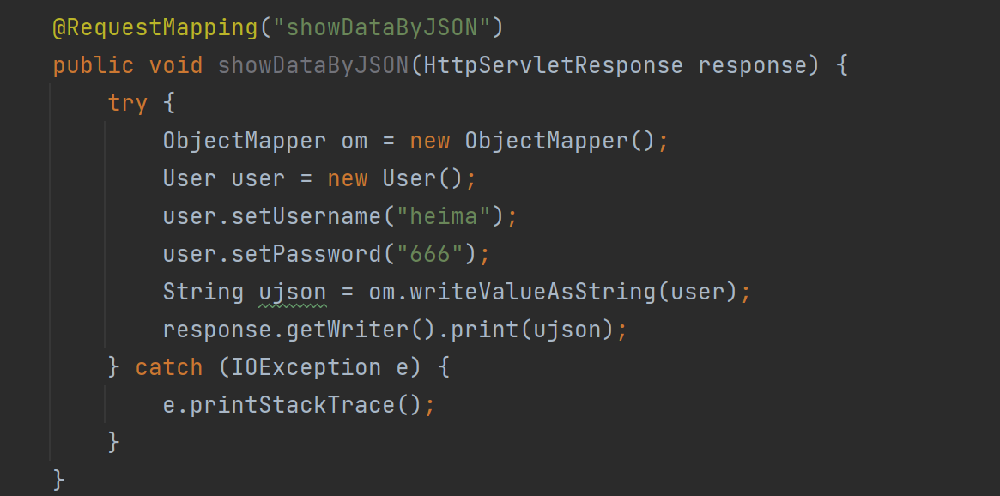 @RequestMapping("showDataByJSON")
public void showDataByJSON(HttpServletResponse response) {
    try {
        ObjectMapper om = new ObjectMapper();
        User user = new User();
        user.setUsername("heima");
        user.setPassword("666");
        String ujson = om.writeValueAsString(user);
        response.getWriter().print(ujson);
    } catch (IOException e) {
        e.printStackTrace();
    }
}